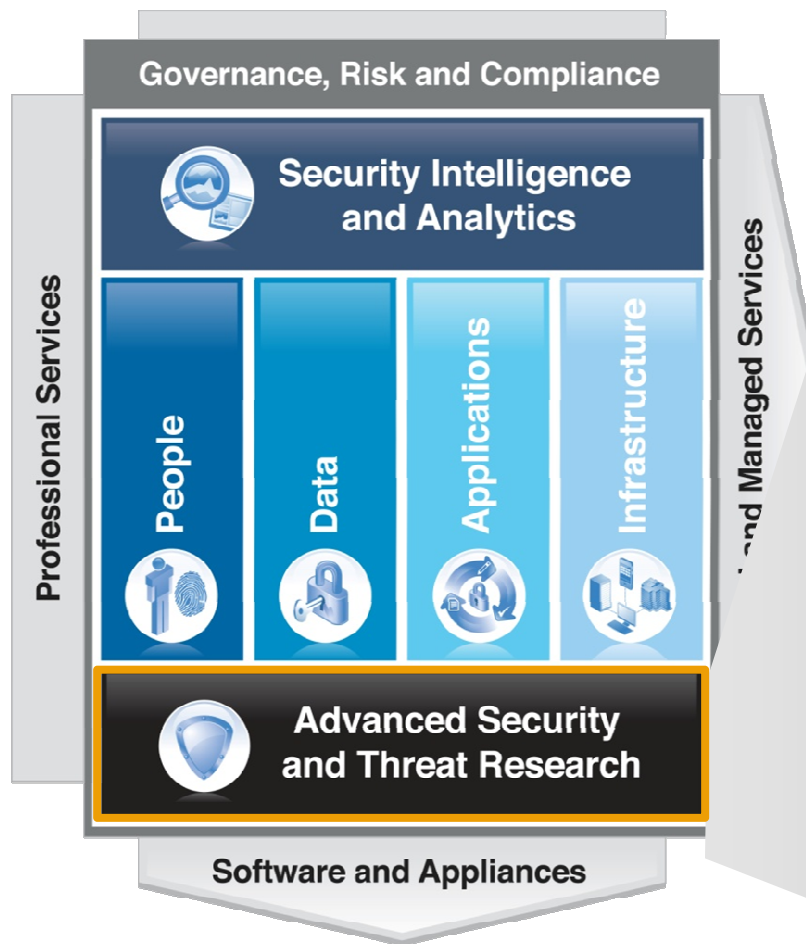 Governance, Risk and Compliance
Security Intelligence
and Analytics
Professional Services
People
Data
Applications
Infrastructure
and Managed Services
Advanced Security
and Threat Research
Software and Appliances